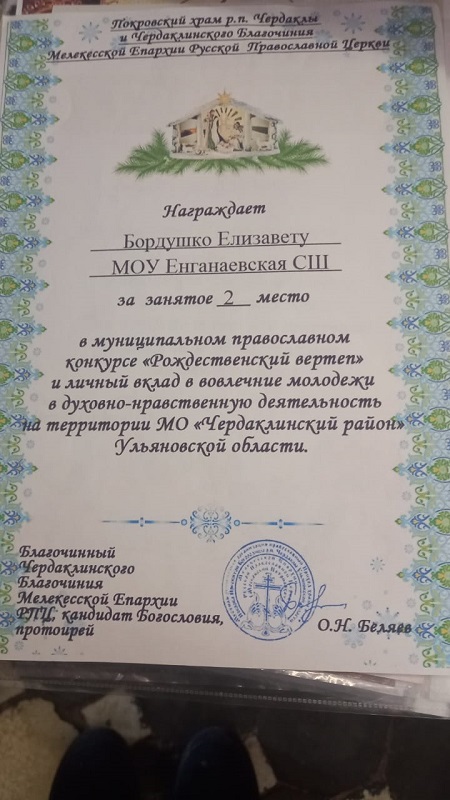 Покровский храм р.п. Чердаклы
и Чердаклинского Благочиния
Мелекесской Епархии Русской Православной Церкви
Награждает
Бордушко Елизавету
МОУ Енганаевская СШ
за занятое 2 место
в муниципальном православном
конкурсе «Рождественский вертеп»
и личный вклад в вовлечние молодежи
в духовно-нравственную деятельность
на территории МО «Чердаклинский район»
Ульяновской области.
Благочинный
Чердаклинского
Благочиния
Мелекесской Епархии
РПЦ, кандидат Богословия,
протоирей
О.Н. Беляев